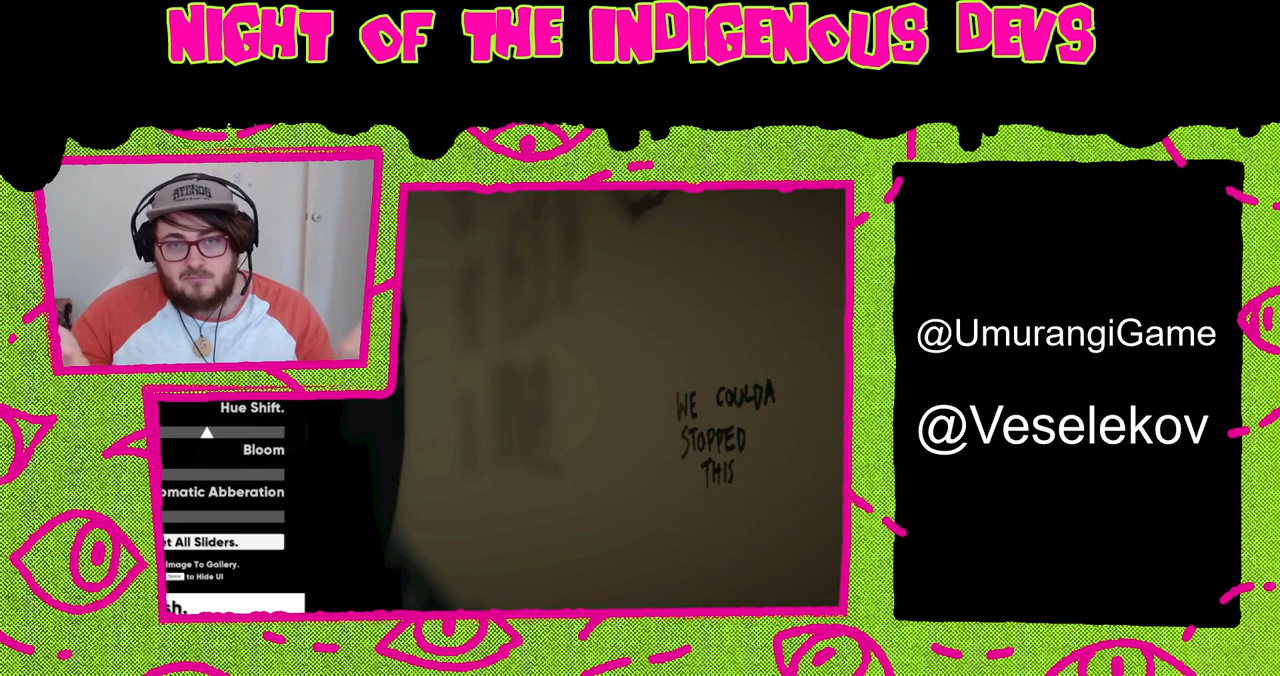 NIGHT OF THE INDIGENOUS DEVS
Hue Shift.
Bloom
omatic Abberation
et All Sliders.
Image To Gallery.
to Hide UI
sh.
WE COULDA
STOPPED
THIS
@UmurangiGame
@Veselekov